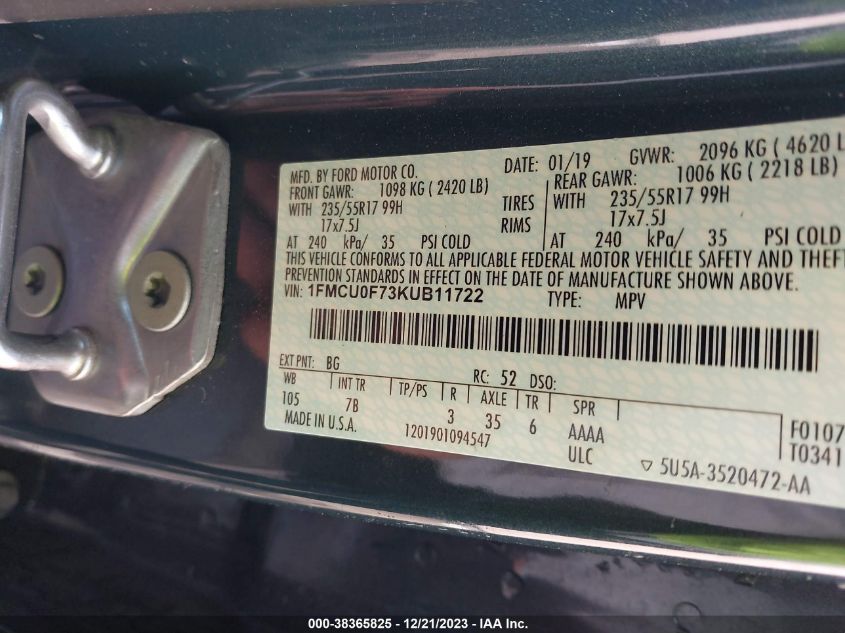 MFD. BY FORD MOTOR CO.
DATE: 01/19 GVWR: 2096 KG ( 4620 L
FRONT GAWR: 1098 KG ( 2420 LB)
REAR GAWR: 1006 KG ( 2218 LB)
WITH 235/55R17 99H TIRES WITH 235/55R17 99H
17x7.5J RIMS 17x7.5J
AT 240 kPa/ 35 PSI COLD AT 240 kPa/ 35 PSI COLD
THIS VEHICLE CONFORMS TO ALL APPLICABLE FEDERAL MOTOR VEHICLE SAFETY AND THEFT
PREVENTION STANDARDS IN EFFECT ON THE DATE OF MANUFACTURE SHOWN ABOVE.
VIN: 1FMCU0F73KUB11722 TYPE: MPV
EXT PNT: BG RC: 52 DSO:
WB INT TR TP/PS R AXLE TR SPR
105 7B 3 35 6 AAAA F0107
MADE IN U.S.A. 1201901094547 ULC T0341
▽ 5U5A-3520472-AA
000-38365825 - 12/21/2023 - IAA Inc.